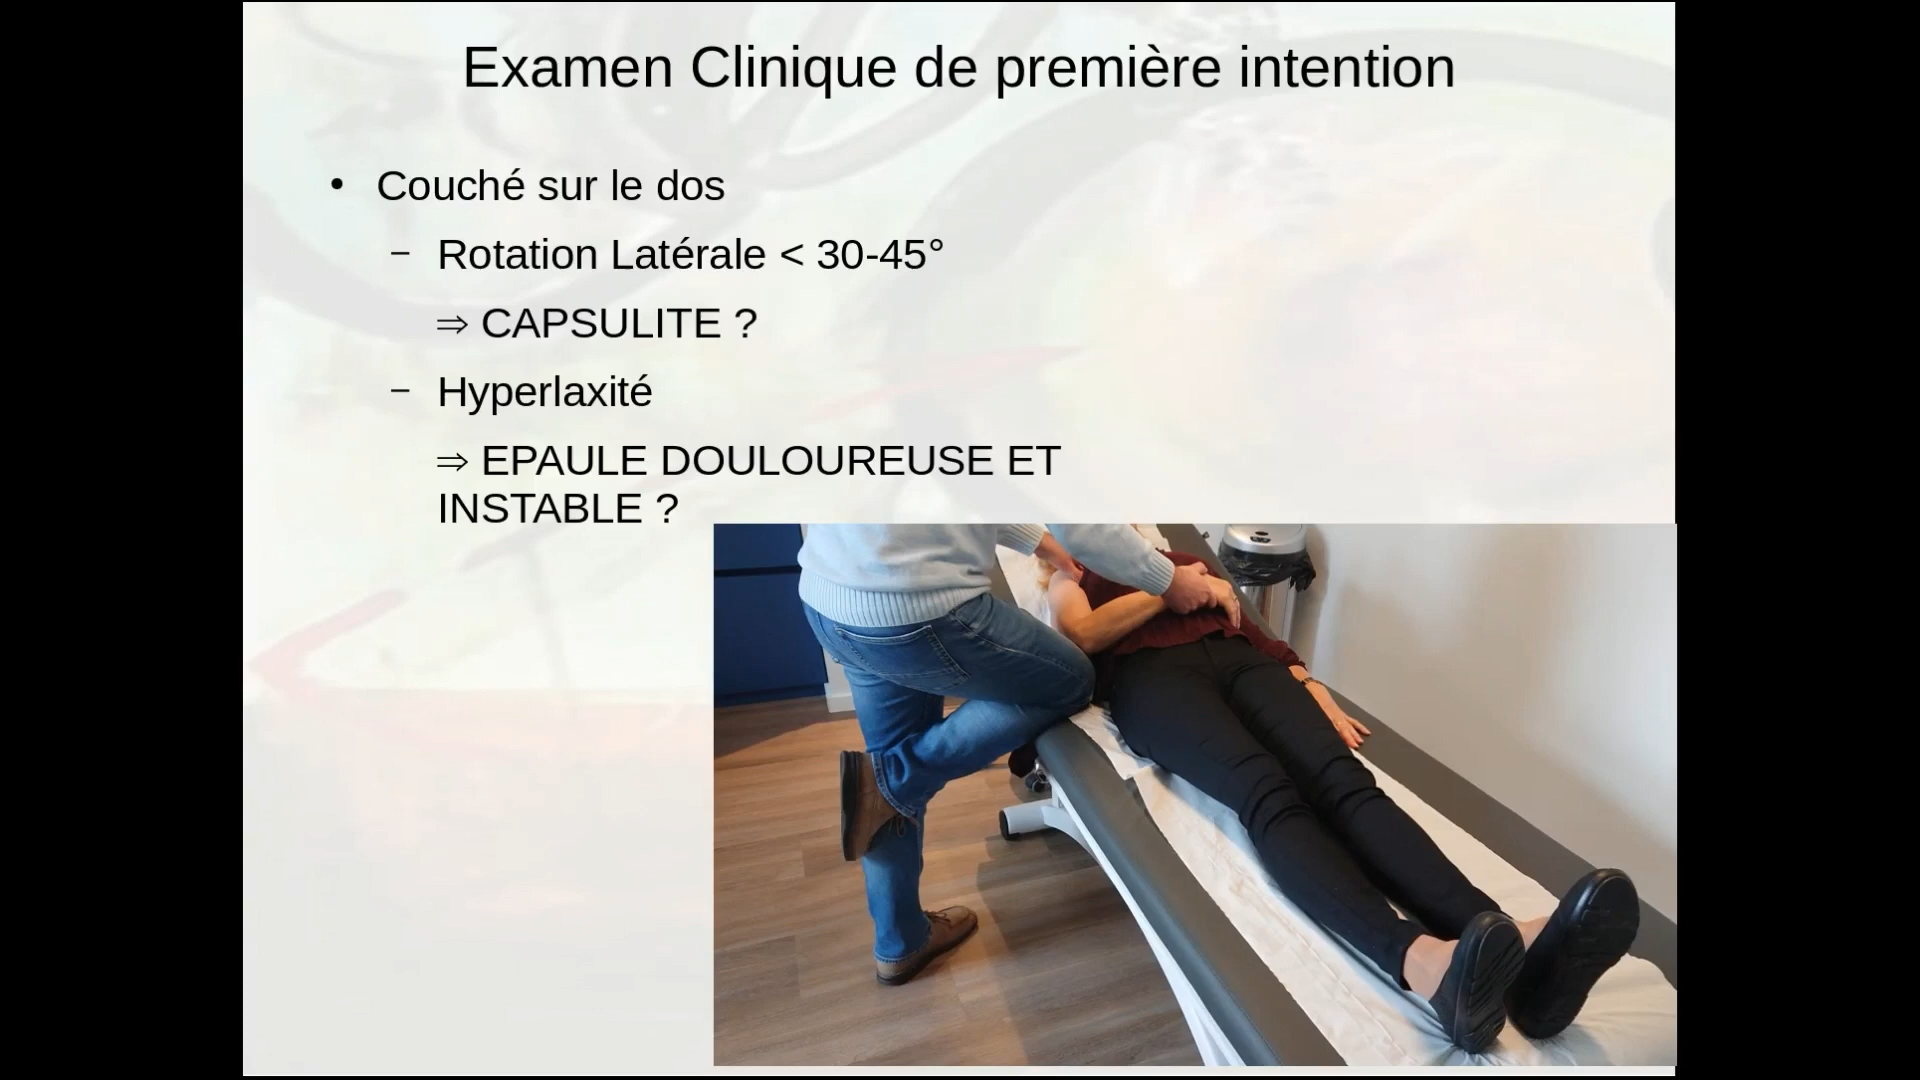 Examen Clinique de première intention
• Couché sur le dos
– Rotation Latérale < 30-45°
⇒ CAPSULITE ?
– Hyperlaxité
⇒ EPAULE DOULOUREUSE ET
INSTABLE ?